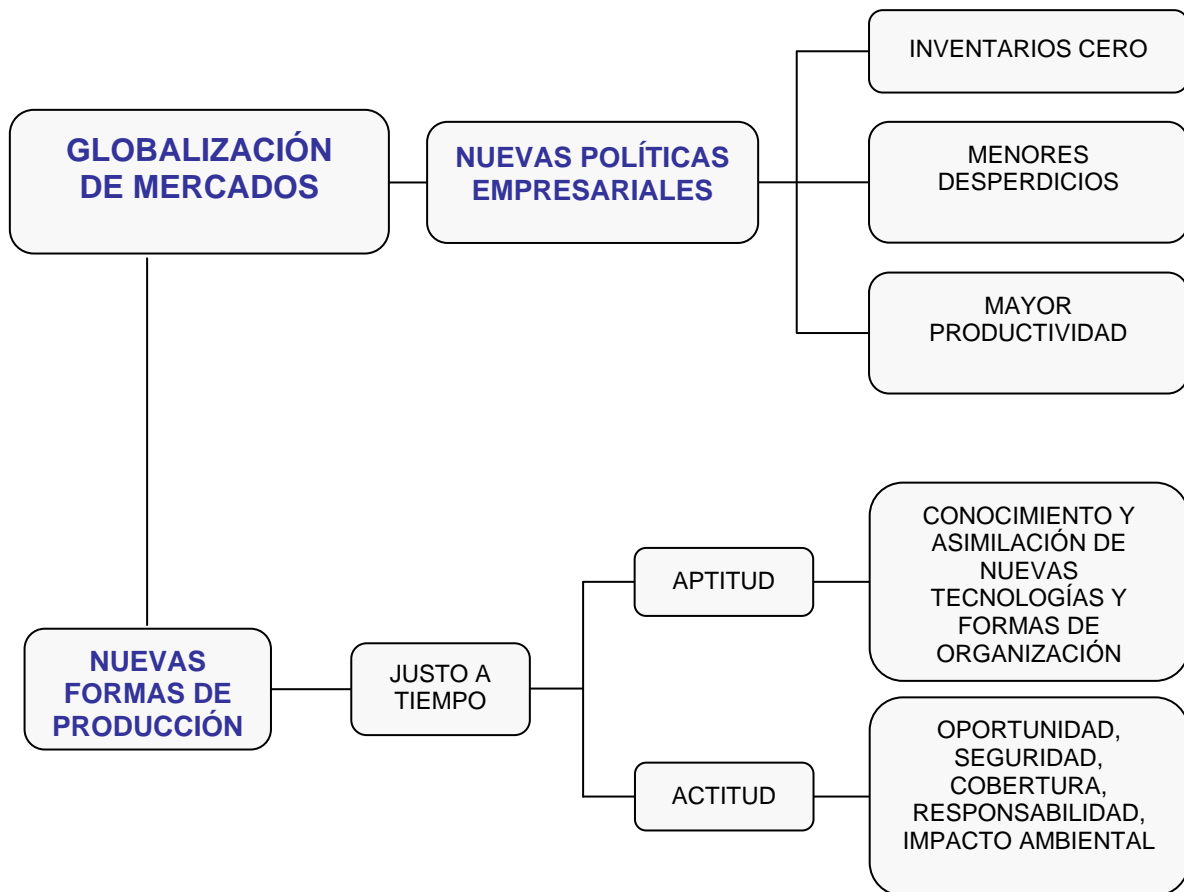 INVENTARIOS CERO
GLOBALIZACIÓN
DE MERCADOS
NUEVAS POLÍTICAS
EMPRESARIALES
MENORES
DESPERDICIOS
MAYOR
PRODUCTIVIDAD
NUEVAS
FORMAS DE
PRODUCCIÓN
JUSTO A
TIEMPO
APTITUD
CONOCIMIENTO Y
ASIMILACIÓN DE
NUEVAS
TECNOLOGÍAS Y
FORMAS DE
ORGANIZACIÓN
ACTITUD
OPORTUNIDAD,
SEGURIDAD,
COBERTURA,
RESPONSABILIDAD,
IMPACTO AMBIENTAL